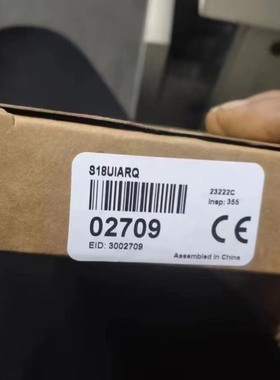 S18UIARQ
23222C
Insp: 355
02709
CE
EID: 3002709
Assembled in China